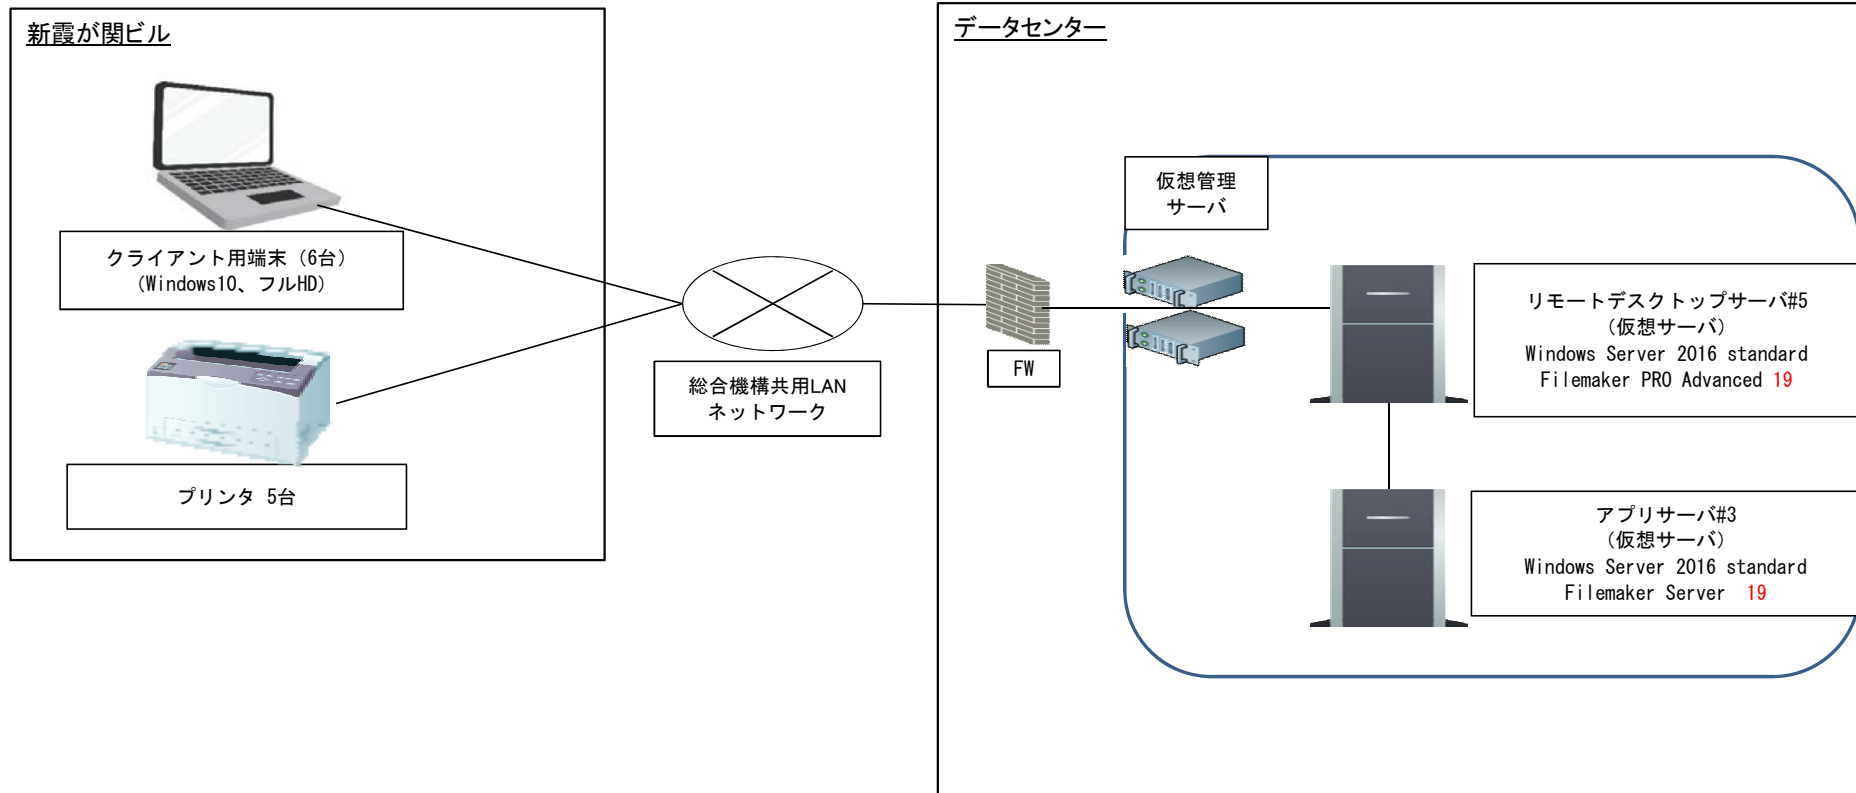 新霞が関ビル
クライアント用端末（6台）
（Windows10、フルHD）
プリンタ 5台
総合機構共用LAN
ネットワーク
データセンター
FW
仮想管理
サーバ
リモートデスクトップサーバ#5
（仮想サーバ）
Windows Server 2016 standard
Filemaker PRO Advanced 19
アプリサーバ#3
（仮想サーバ）
Windows Server 2016 standard
Filemaker Server  19